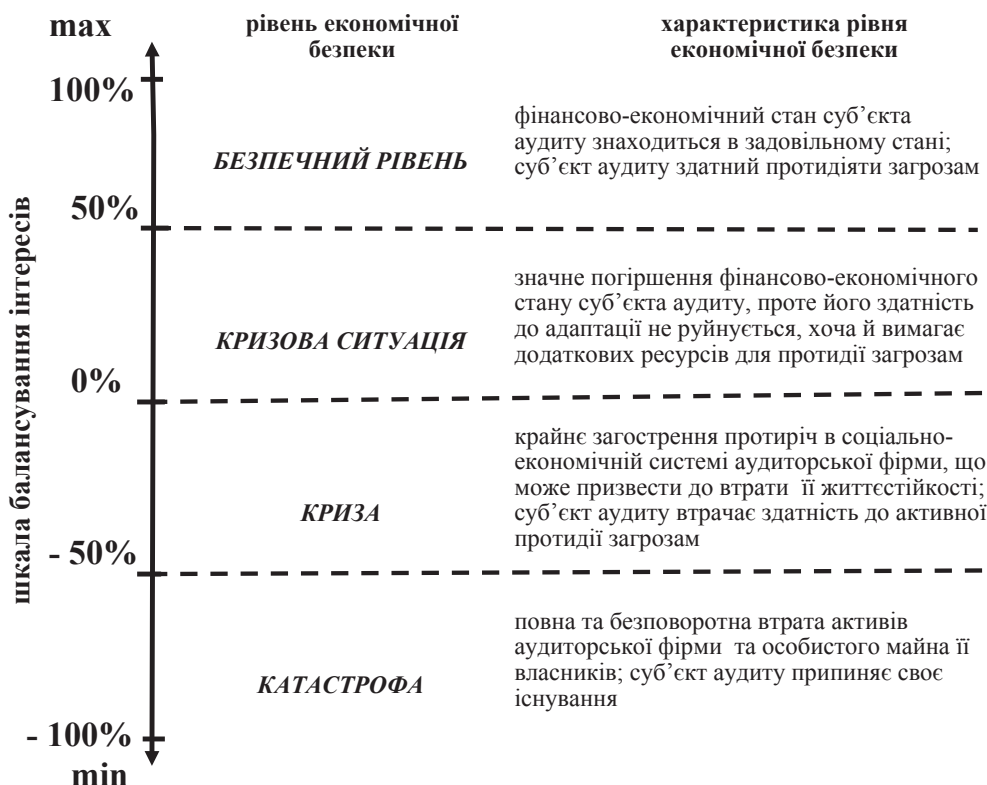 max
рівень економічної
безпеки
характеристика рівня
економічної безпеки
100%
фінансово-економічний стан суб’єкта
аудиту знаходиться в задовільному стані;
суб’єкт аудиту здатний протидіяти загрозам
БЕЗПЕЧНИЙ РІВЕНЬ
50%
значне погіршення фінансово-економічного
стану суб’єкта аудиту, проте його здатність
до адаптації не руйнується, хоча й вимагає
додаткових ресурсів для протидії загрозам
КРИЗОВА СИТУАЦІЯ
0%
шкала балансування інтересів
крайнє загострення протиріч в соціально-
економічній системі аудиторської фірми, що
може призвести до втрати її життєстійкості;
суб’єкт аудиту втрачає здатність до активної
протидії загрозам
КРИЗА
- 50%
повна та безповоротна втрата активів
аудиторської фірми та особистого майна її
власників; суб’єкт аудиту припиняє своє
існування
КАТАСТРОФА
- 100%
min